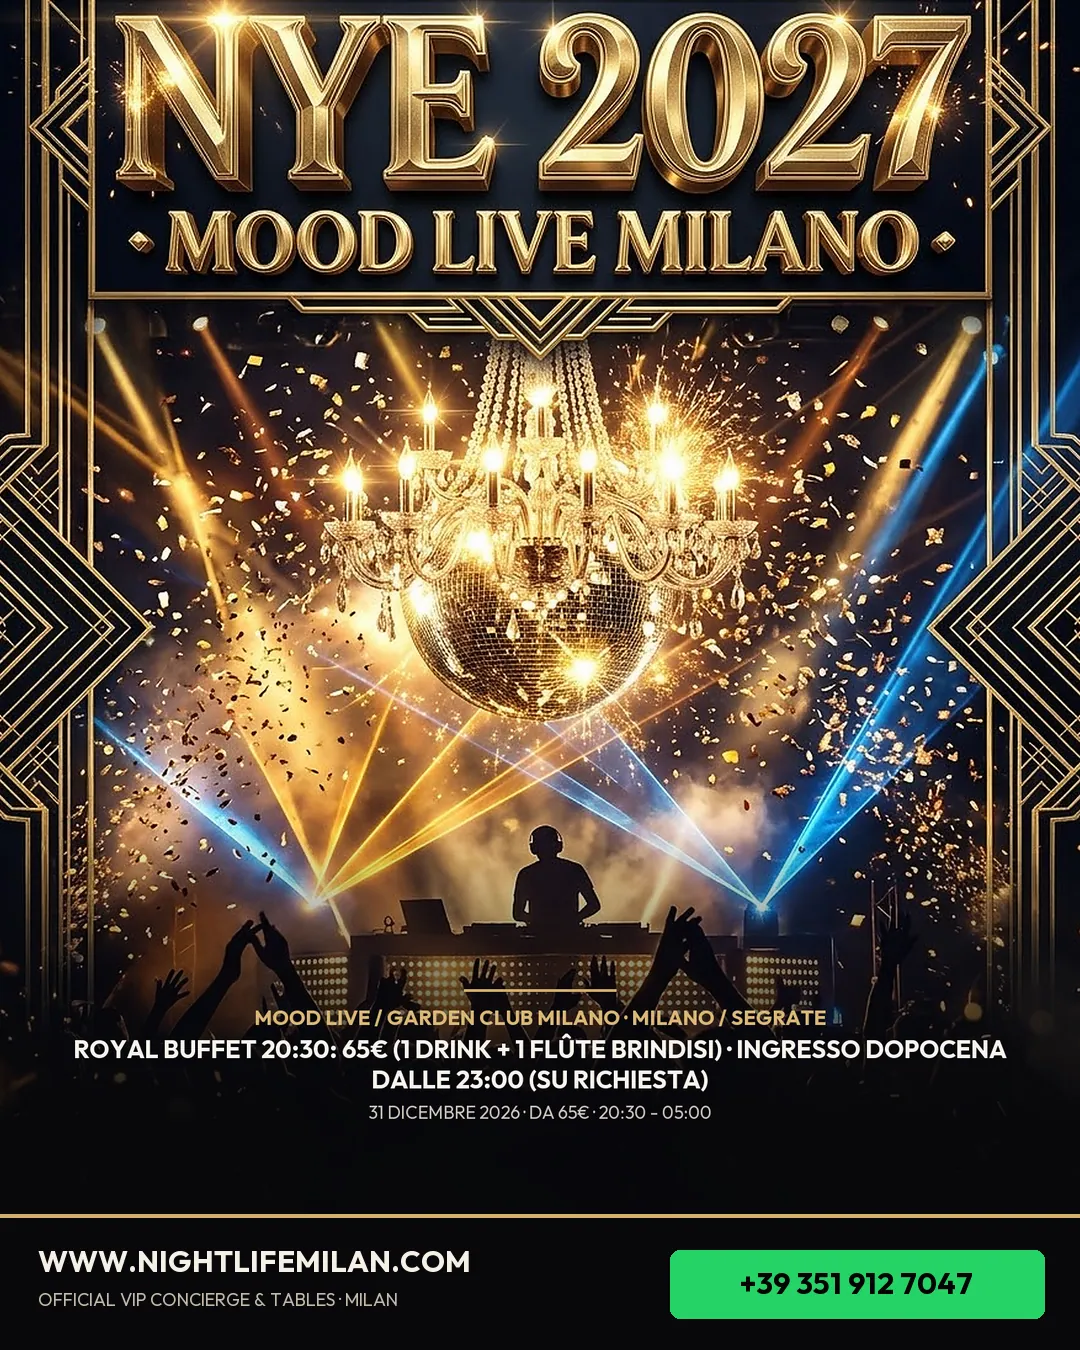 NYE 2027
MOOD LIVE MILANO
MOOD LIVE / GARDEN CLUB MILANO · MILANO / SEGRATE
ROYAL BUFFET 20:30: 65€ (1 DRINK + 1 FLÛTE BRINDISI) · INGRESSO DOPOCENA
DALLE 23:00 (SU RICHIESTA)
31 DICEMBRE 2026 · DA 65€ · 20:30 - 05:00
WWW.NIGHTLIFEMILAN.COM
OFFICIAL VIP CONCIERGE & TABLES · MILAN
+39 351 912 7047